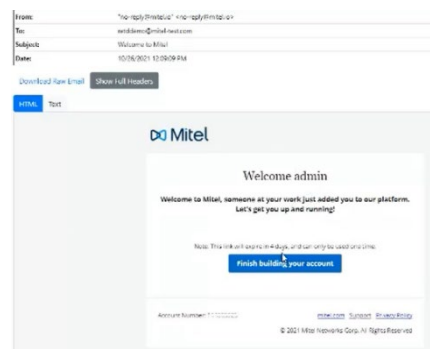 From: "no-reply@mitel.io" <no-reply@mitel.io>
To: @mitel-test.com
Subject: Welcome to Mitel
Date: 10/26/2021 12:09:09 PM
Download Raw Email Show Full Headers
HTML Text
Mitel
Welcome admin
Welcome to Mitel, someone at your work just added you to our platform.
Let's get you up and running!
Note: This link will expire in 4 days, and can only be used one time.
Finish building your account
Account Number:
mitel.com Support Privacy Policy
© 2021 Mitel Networks Corp. All Rights Reserved